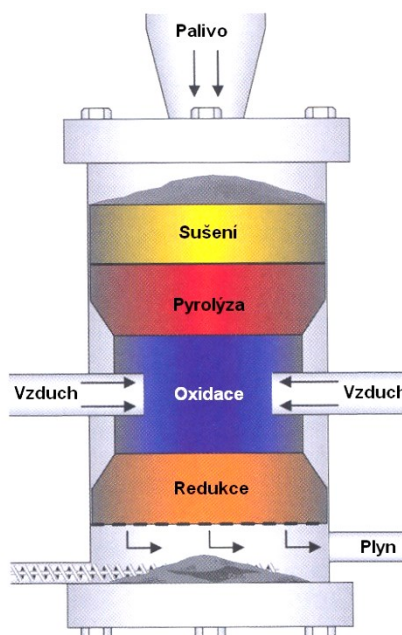 Palivo
Sušení
Pyrolýza
Vzduch
Oxidace
Vzduch
Redukce
Plyn